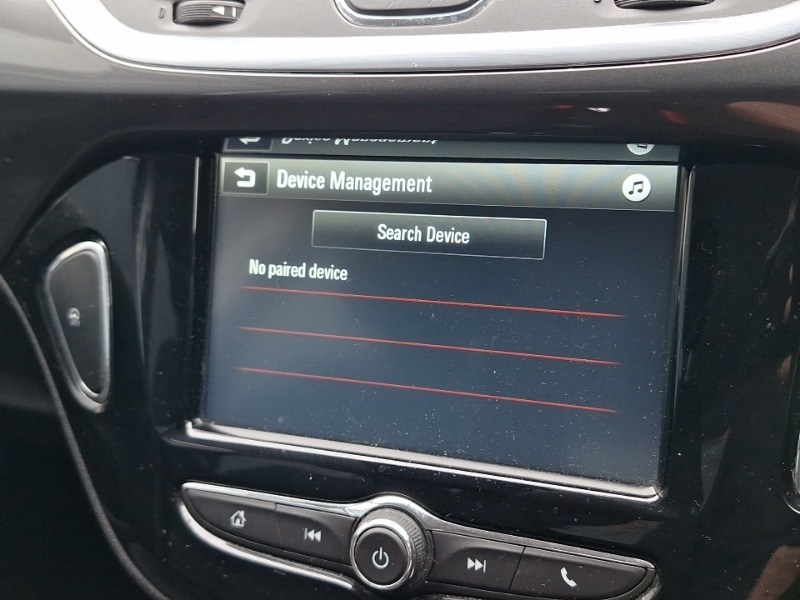 Device Management
Search Device
No paired device